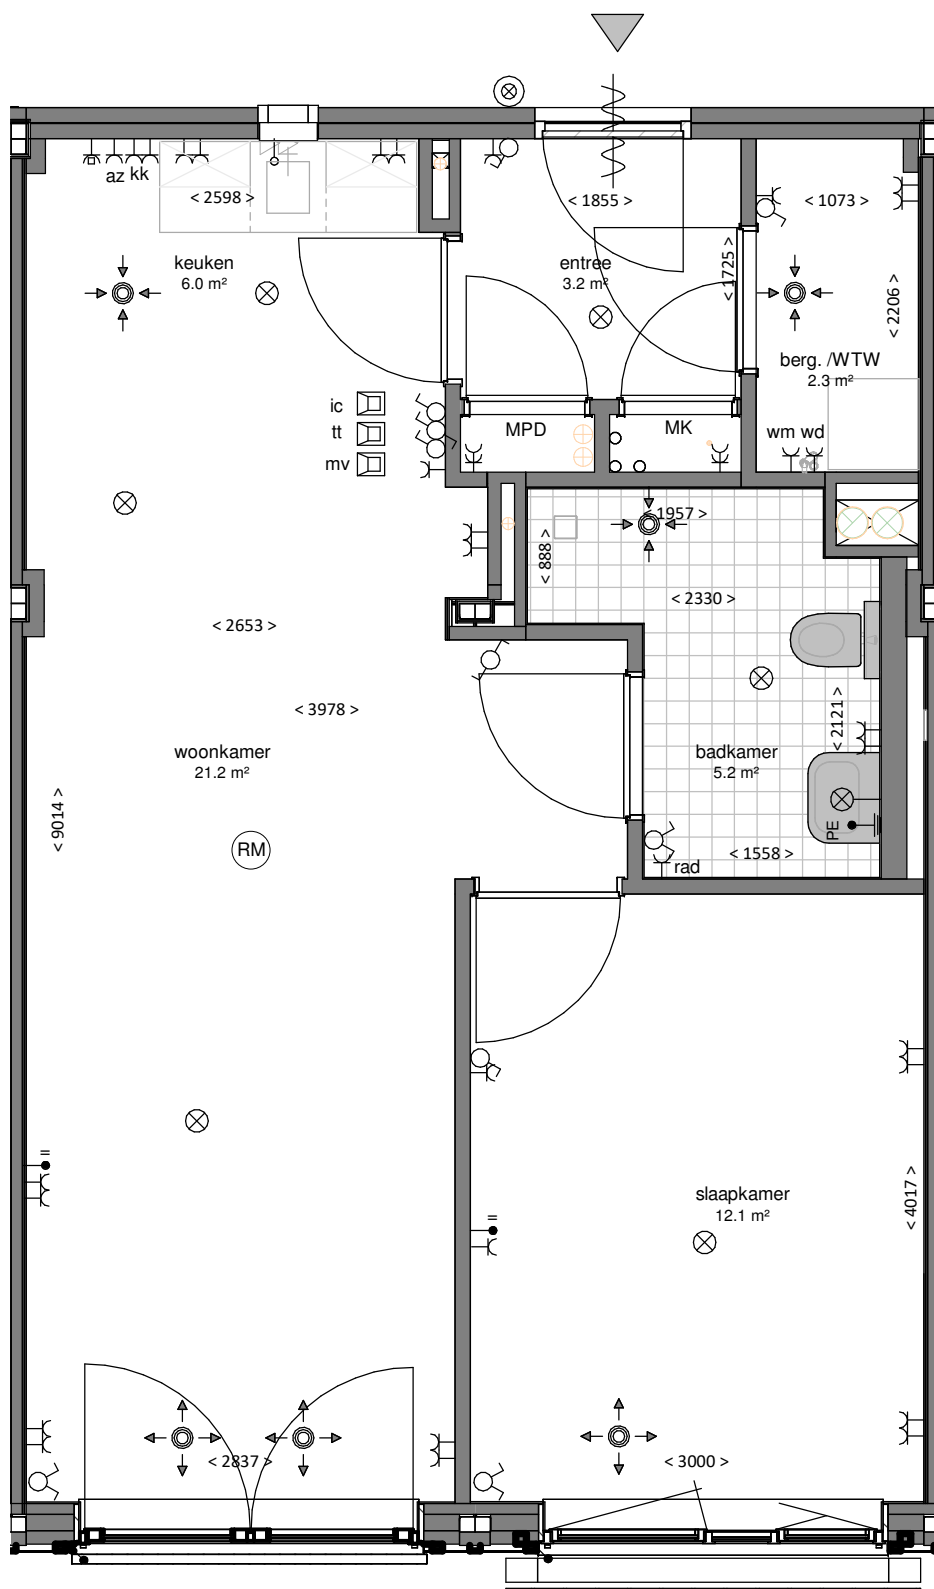 az kk
< 2598 >
< 1855 >
< 1073 >
keuken
6.0 m²
entree
3.2 m²
< 1725 >
< 2206 >
berg. /WTW
2.3 m²
ic
tt
mv
MPD
MK
wm wd
< 1957 >
< 888 >
< 2330 >
< 2653 >
< 3978 >
woonkamer
21.2 m²
badkamer
5.2 m²
< 2121 >
< 9014 >
RM
PE
< 1558 >
rad
slaapkamer
12.1 m²
< 4017 >
< 2837 >
< 3000 >